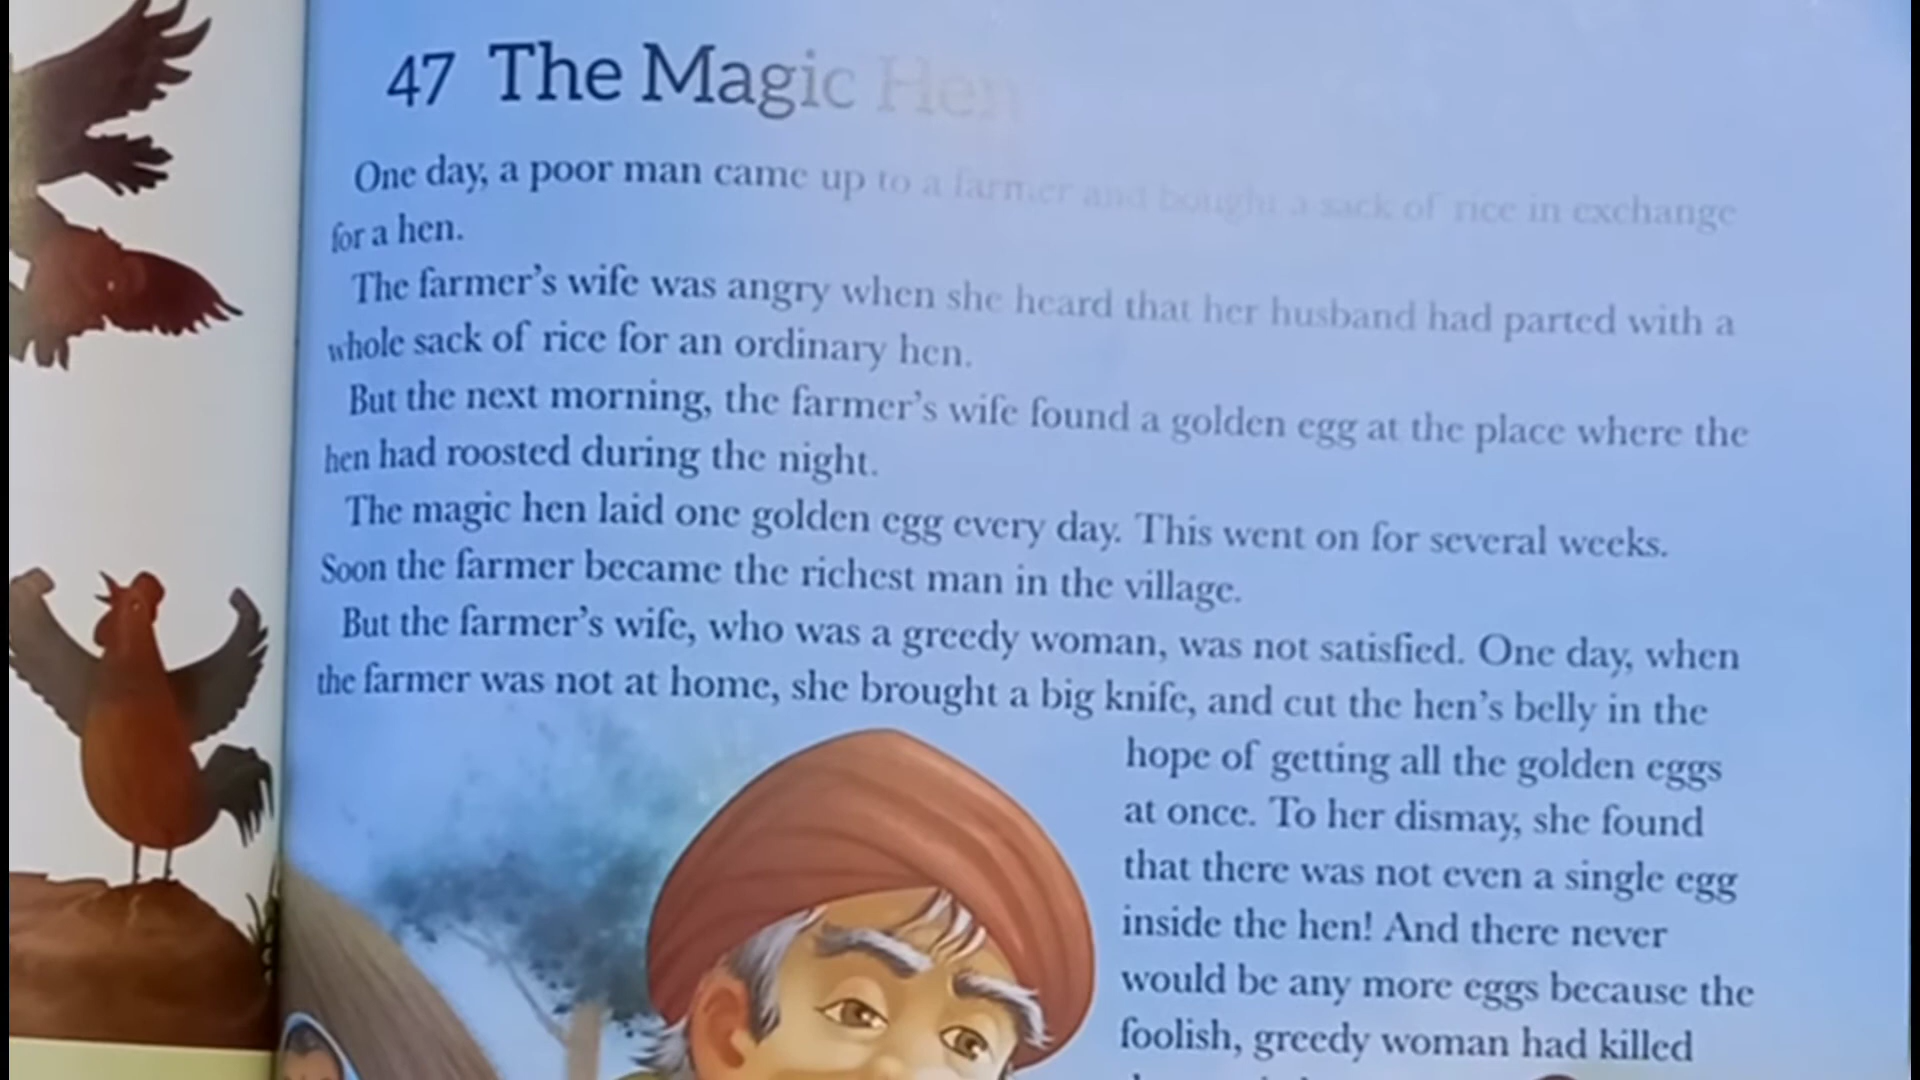 47 The Magic Hen
One day, a poor man came up to a farmer and bought a sack of rice in exchange
for a hen.
The farmer's wife was angry when she heard that her husband had parted with a
whole sack of rice for an ordinary hen.
But the next morning, the farmer's wife found a golden egg at the place where the
hen had roosted during the night.
The magic hen laid one golden egg every day. This went on for several weeks.
Soon the farmer became the richest man in the village.
But the farmer's wife, who was a greedy woman, was not satisfied. One day, when
the farmer was not at home, she brought a big knife, and cut the hen's belly in the
hope of getting all the golden eggs
at once. To her dismay, she found
that there was not even a single egg
inside the hen! And there never
would be any more eggs because the
foolish, greedy woman had killed